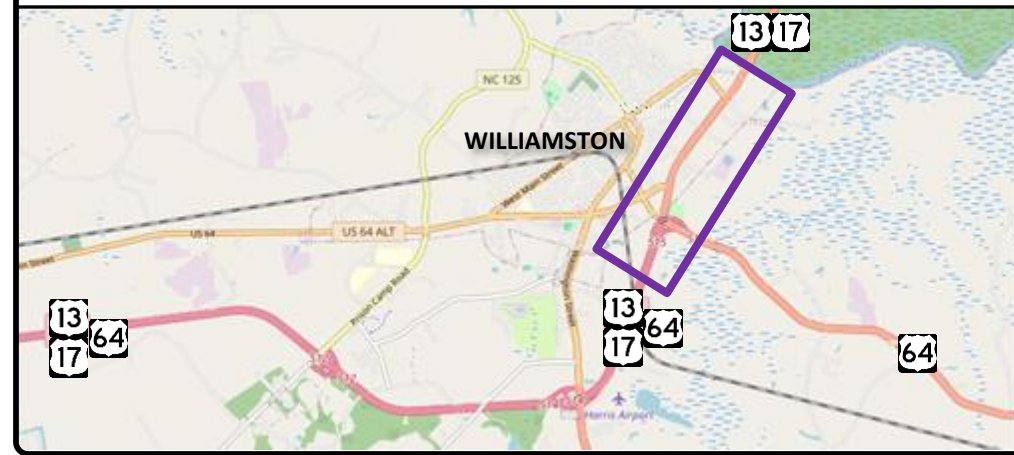 13 17
NC 125
WILLIAMSTON
West Main Street
US 64 ALT
US 64
Prison Camp Road
515
13
17
64
13
17
64
64
Harris Airport